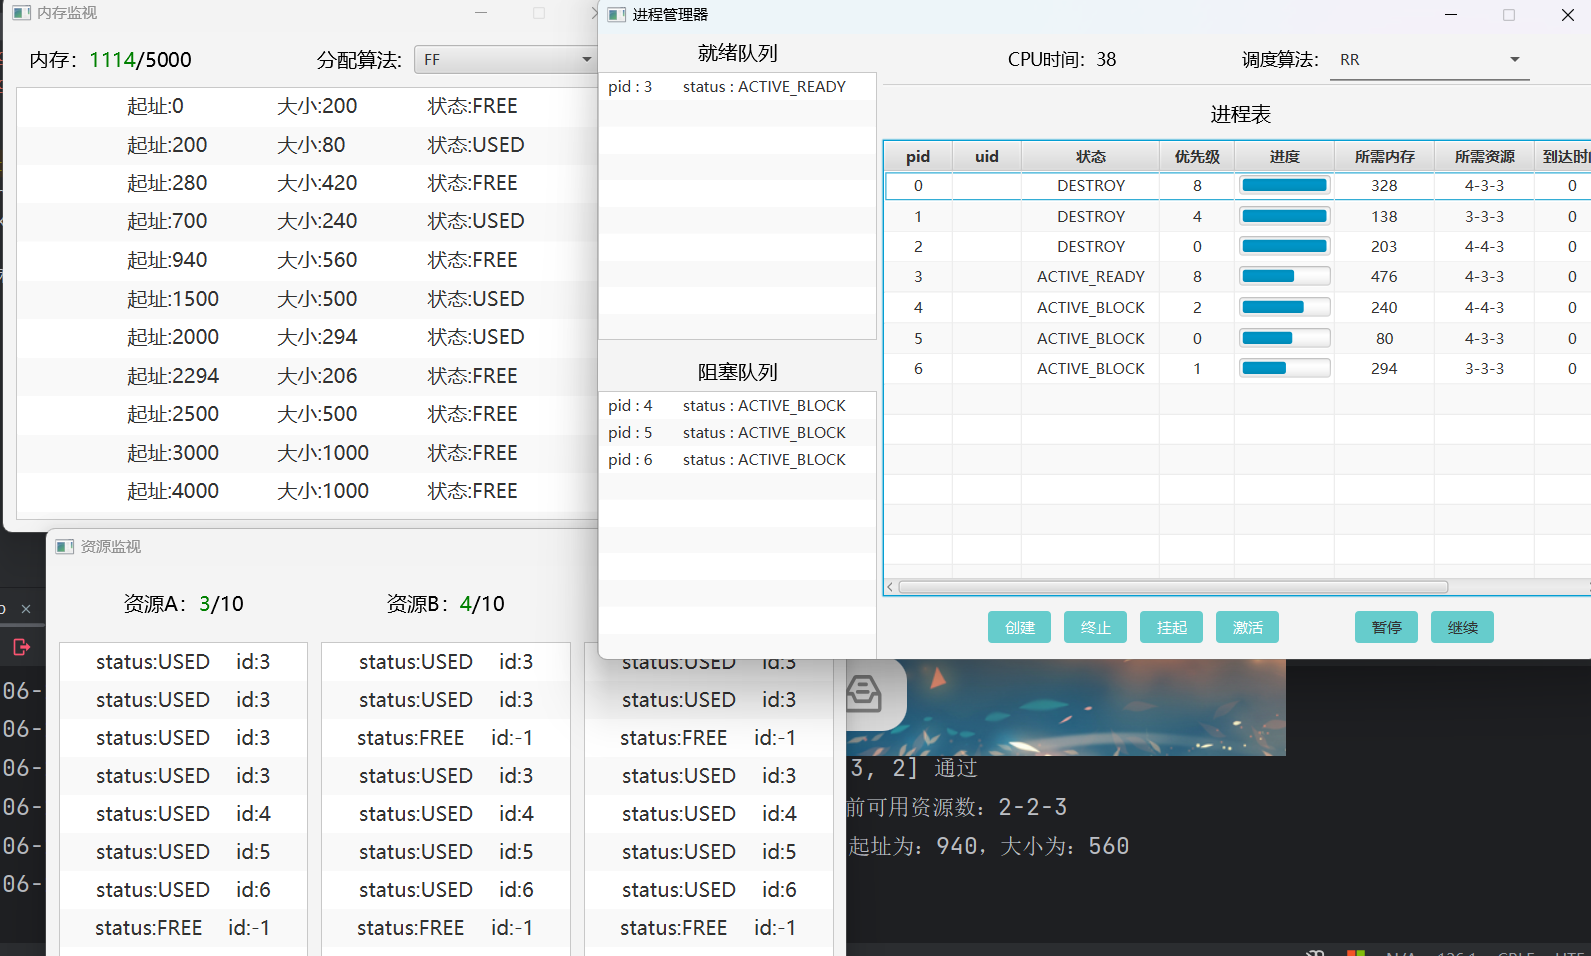 内存监视
内存：1114/5000
分配算法: FF
起址:0 大小:200 状态:FREE
起址:200 大小:80 状态:USED
起址:280 大小:420 状态:FREE
起址:700 大小:240 状态:USED
起址:940 大小:560 状态:FREE
起址:1500 大小:500 状态:USED
起址:2000 大小:294 状态:USED
起址:2294 大小:206 状态:FREE
起址:2500 大小:500 状态:FREE
起址:3000 大小:1000 状态:FREE
起址:4000 大小:1000 状态:FREE
进程管理器
就绪队列
pid : 3 status : ACTIVE_READY
阻塞队列
pid : 4 status : ACTIVE_BLOCK
pid : 5 status : ACTIVE_BLOCK
pid : 6 status : ACTIVE_BLOCK
CPU时间：38
调度算法: RR
进程表
pid uid 状态 优先级 进度 所需内存 所需资源 到达时
0 DESTROY 8 328 4-3-3 0
1 DESTROY 4 138 3-3-3 0
2 DESTROY 0 203 4-4-3 0
3 ACTIVE_READY 8 476 4-3-3 0
4 ACTIVE_BLOCK 2 240 4-4-3 0
5 ACTIVE_BLOCK 0 80 4-3-3 0
6 ACTIVE_BLOCK 1 294 3-3-3 0
创建 终止 挂起 激活 暂停 继续
资源监视
资源A：3/10 资源B：4/10
status:USED id:3 status:USED id:3 status:USED id:3
status:USED id:3 status:USED id:3 status:USED id:3
status:USED id:3 status:FREE id:-1 status:FREE id:-1
status:USED id:3 status:USED id:3 status:USED id:3
status:USED id:4 status:USED id:4 status:USED id:4
status:USED id:5 status:USED id:5 status:USED id:5
status:USED id:6 status:USED id:6 status:USED id:6
status:FREE id:-1 status:FREE id:-1 status:FREE id:-1
06-
06-
06-
06-
06-
06-
3, 2] 通过
前可用资源数：2-2-3
起址为：940，大小为：560